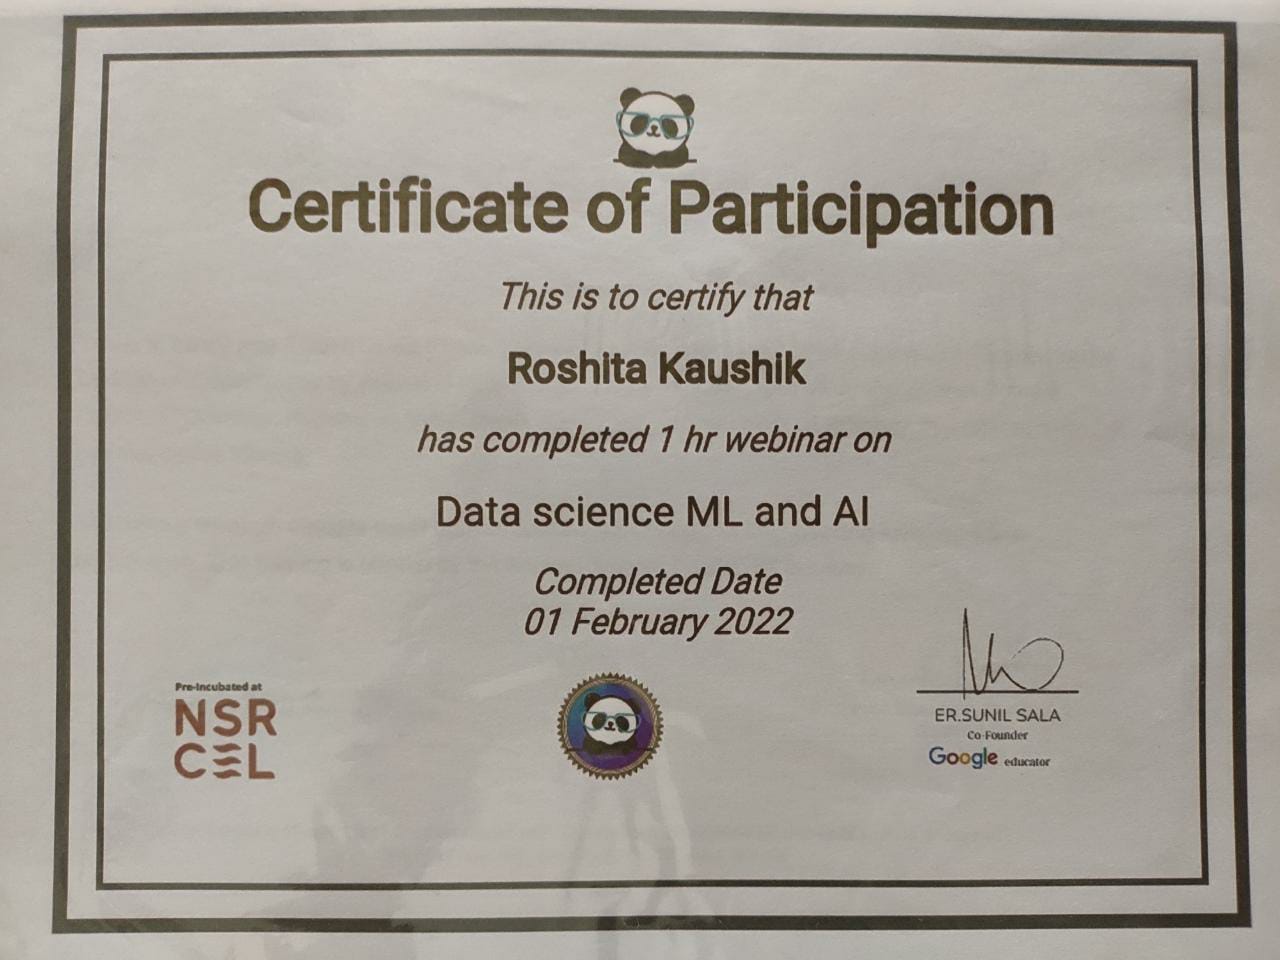 Certificate of Participation
This is to certify that
Roshita Kaushik
has completed 1 hr webinar on
Data science ML and AI
Completed Date
01 February 2022
Pre-Incubated at
NSR
CEL
ER.SUNIL SALA
Co-Founder
Google educator